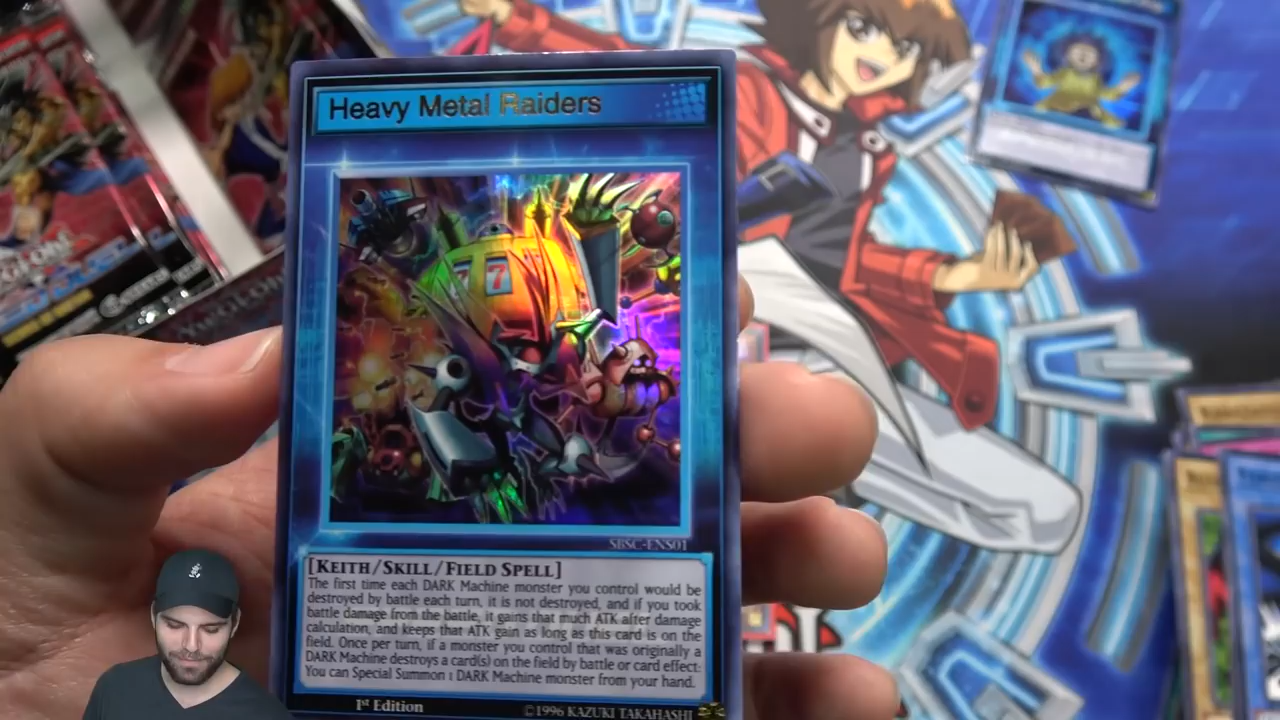 Heavy Metal Raiders
7 7
SBSC-ENS01
[KEITH/SKILL/FIELD SPELL]
The first time each DARK Machine monster you control would be
destroyed by battle each turn, it is not destroyed, and if you took
battle damage from the battle, it gains that much ATK after damage
calculation, and keeps that ATK gain as long as this card is on the
field. Once per turn, if a monster you control that was originally a
DARK Machine destroys a card(s) on the field by battle or card effect:
You can Special Summon 1 DARK Machine monster from your hand.
1st Edition
©1996 KAZUKI TAKAHASHI